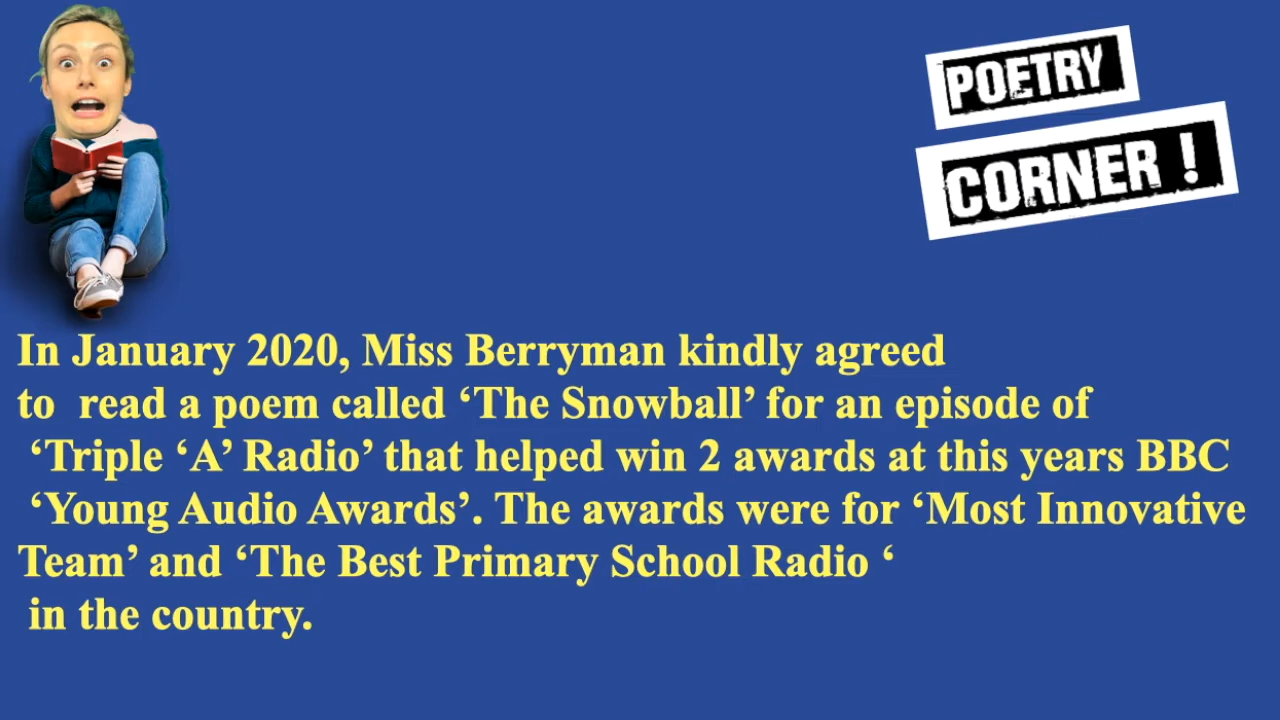 POETRY
CORNER !
In January 2020, Miss Berryman kindly agreed
to  read a poem called ‘The Snowball’ for an episode of
‘Triple ‘A’ Radio’ that helped win 2 awards at this years BBC
‘Young Audio Awards’. The awards were for ‘Most Innovative
Team’ and ‘The Best Primary School Radio ‘
in the country.